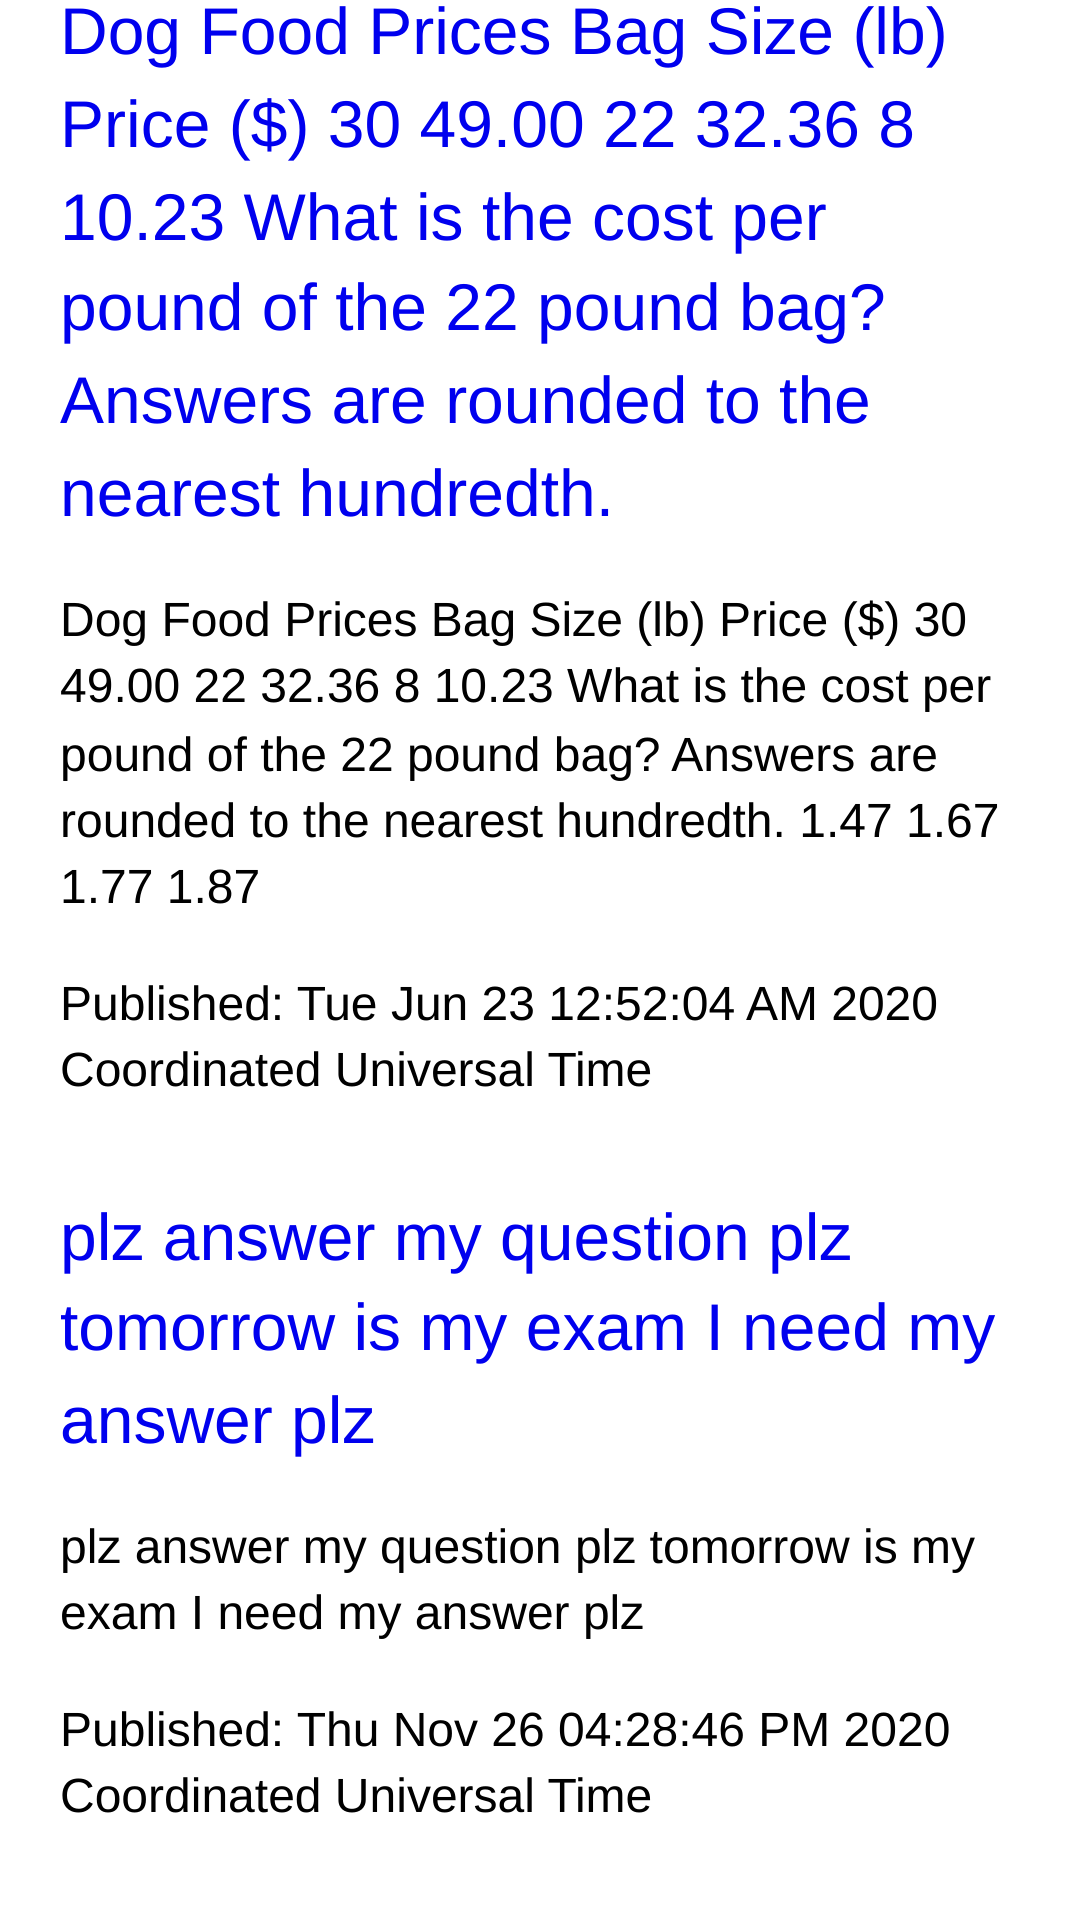 Dog Food Prices Bag Size (lb)
Price ($) 30 49.00 22 32.36 8
10.23 What is the cost per
pound of the 22 pound bag?
Answers are rounded to the
nearest hundredth.
Dog Food Prices Bag Size (lb) Price ($) 30
49.00 22 32.36 8 10.23 What is the cost per
pound of the 22 pound bag? Answers are
rounded to the nearest hundredth. 1.47 1.67
1.77 1.87
Published: Tue Jun 23 12:52:04 AM 2020
Coordinated Universal Time
plz answer my question plz
tomorrow is my exam I need my
answer plz
plz answer my question plz tomorrow is my
exam I need my answer plz
Published: Thu Nov 26 04:28:46 PM 2020
Coordinated Universal Time